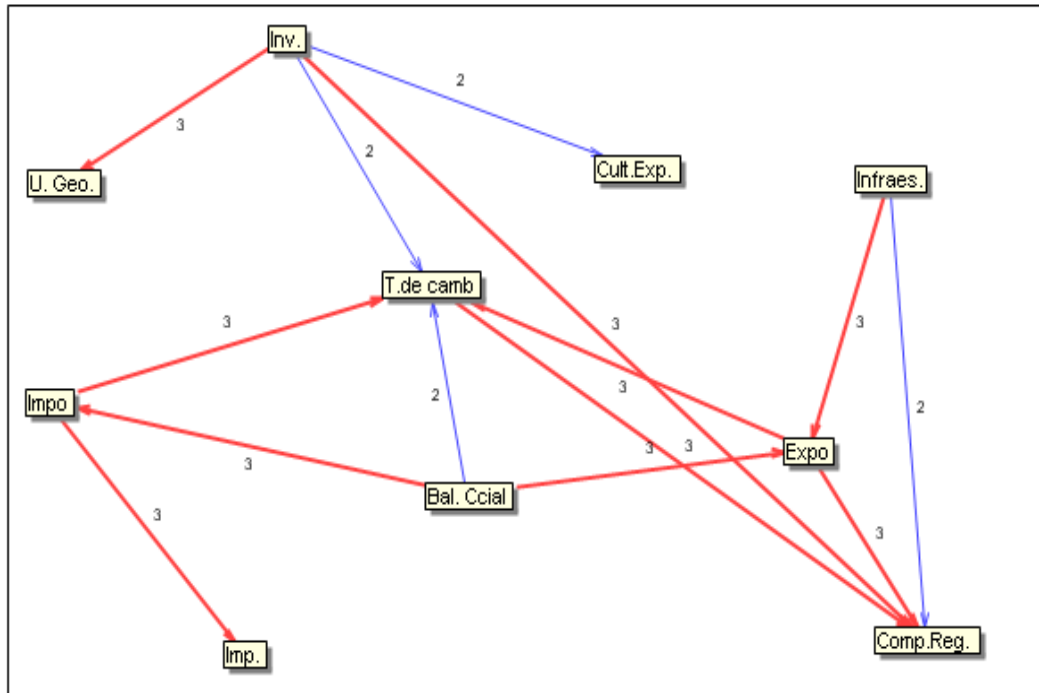 Inv.
2
3
2
U. Geo.
Cult.Exp.
Infraes.
T.de camb
3
3
3
3
2
2
Impo
3
3
3
Expo
3
Bal. Ccial
3
3
Imp.
Comp.Reg.